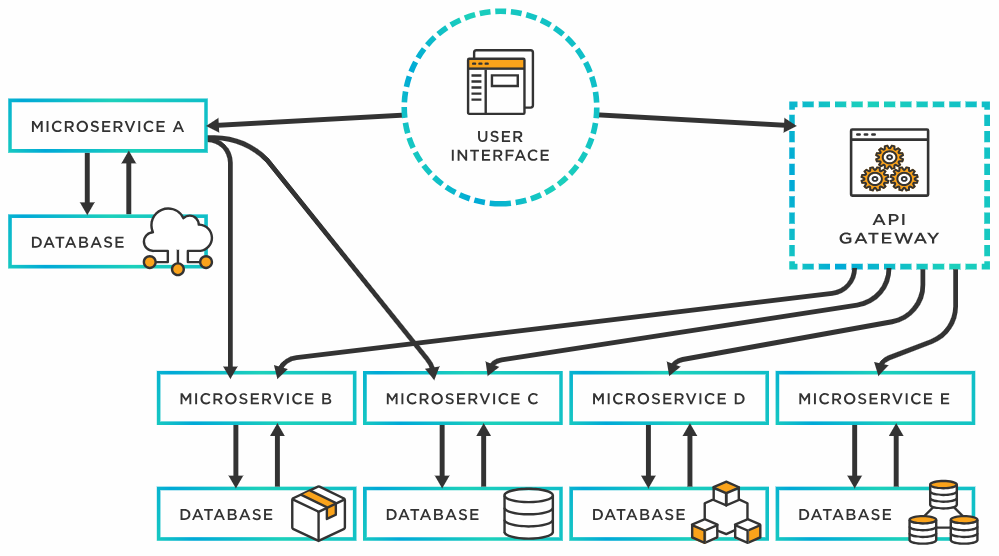 USER
INTERFACE
MICROSERVICE A
DATABASE
API
GATEWAY
MICROSERVICE B
MICROSERVICE C
MICROSERVICE D
MICROSERVICE E
DATABASE
DATABASE
DATABASE
DATABASE